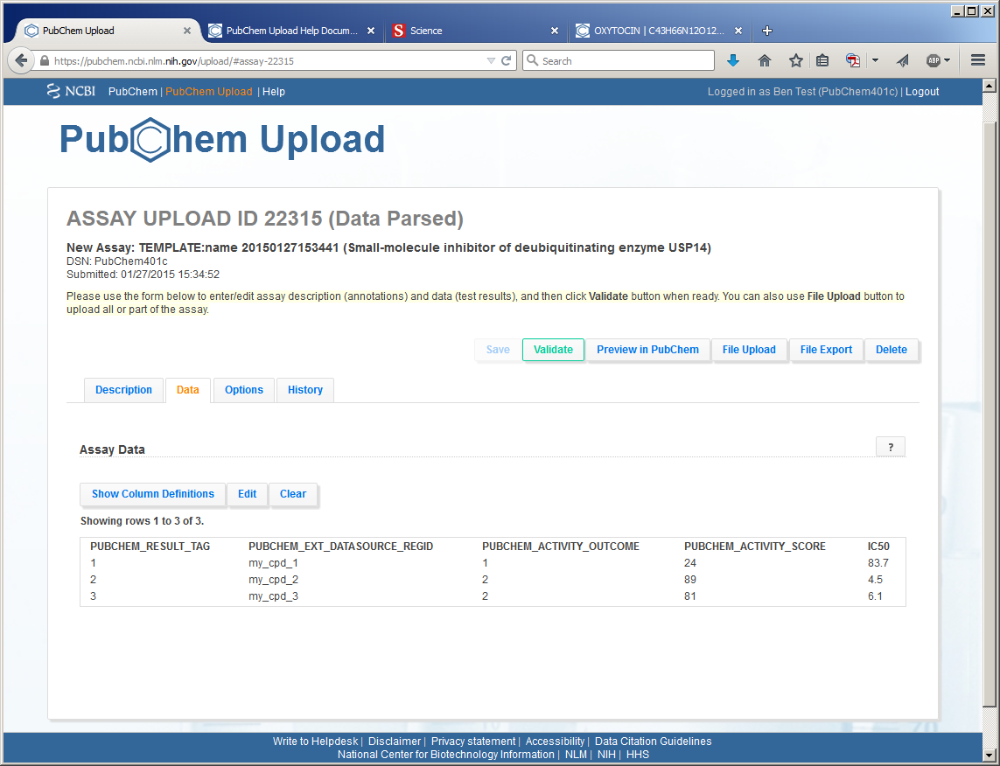 PubChem Upload
PubChem Upload Help Docum...
Science
OXYTOCIN | C43H66N12O12...
https://pubchem.ncbi.nlm.nih.gov/upload/#assay-22315
Search
ABP
NCBI PubChem | PubChem Upload | Help
Logged in as Ben Test (PubChem401c) | Logout
PubChem Upload
ASSAY UPLOAD ID 22315 (Data Parsed)
New Assay: TEMPLATE:name 20150127153441 (Small-molecule inhibitor of deubiquitinating enzyme USP14)
DSN: PubChem401c
Submitted: 01/27/2015 15:34:52
Please use the form below to enter/edit assay description (annotations) and data (test results), and then click Validate button when ready. You can also use File Upload button to
upload all or part of the assay.
Save Validate Preview in PubChem File Upload File Export Delete
Description Data Options History
Assay Data ?
Show Column Definitions Edit Clear
Showing rows 1 to 3 of 3.
PUBCHEM_RESULT_TAG PUBCHEM_EXT_DATASOURCE_REGID PUBCHEM_ACTIVITY_OUTCOME PUBCHEM_ACTIVITY_SCORE IC50
1 my_cpd_1 1 24 83.7
2 my_cpd_2 2 89 4.5
3 my_cpd_3 2 81 6.1
Write to Helpdesk | Disclaimer | Privacy statement | Accessibility | Data Citation Guidelines
National Center for Biotechnology Information | NLM | NIH | HHS